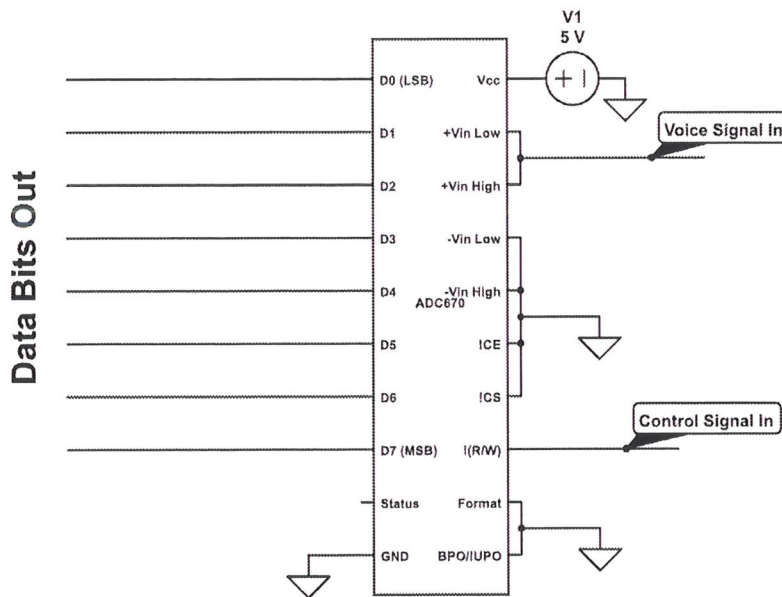 V1
5 V
Data Bits Out
D0 (LSB)
D1
D2
D3
D4
D5
D6
D7 (MSB)
Status
GND
ADC670
Vcc
+Vin Low
+Vin High
-Vin Low
-Vin High
!CE
!CS
!(R/W)
Format
BPO/!UPO
Voice Signal In
Control Signal In